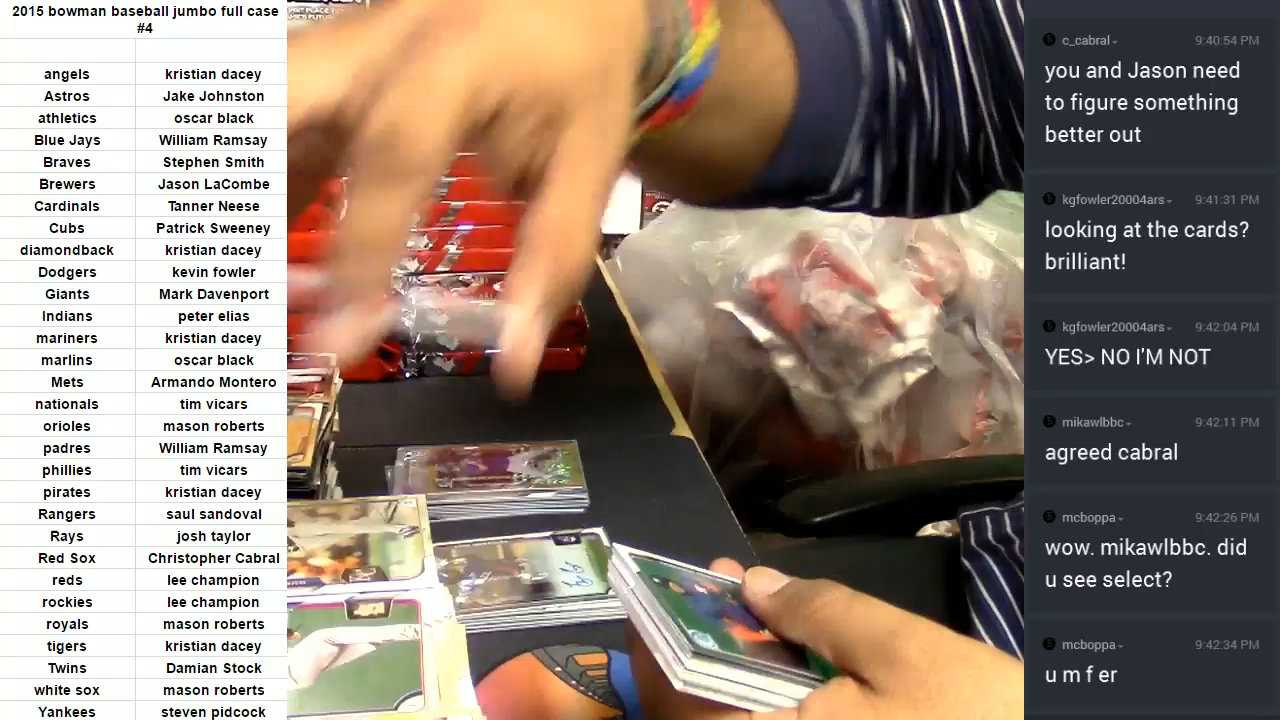 2015 bowman baseball jumbo full case
#4
angels kristian dacey
Astros Jake Johnston
athletics oscar black
Blue Jays William Ramsay
Braves Stephen Smith
Brewers Jason LaCombe
Cardinals Tanner Neese
Cubs Patrick Sweeney
diamondback kristian dacey
Dodgers kevin fowler
Giants Mark Davenport
Indians peter elias
mariners kristian dacey
marlins oscar black
Mets Armando Montero
nationals tim vicars
orioles mason roberts
padres William Ramsay
phillies tim vicars
pirates kristian dacey
Rangers saul sandoval
Rays josh taylor
Red Sox Christopher Cabral
reds lee champion
rockies lee champion
royals mason roberts
tigers kristian dacey
Twins Damian Stock
white sox mason roberts
Yankees steven pidcock
c_cabral 9:40:54 PM
you and Jason need
to figure something
better out
kgfowler20004ars 9:41:31 PM
looking at the cards?
brilliant!
kgfowler20004ars 9:42:04 PM
YES> NO I'M NOT
mikawlbbc 9:42:11 PM
agreed cabral
mcboppa 9:42:26 PM
wow. mikawlbbc. did
u see select?
mcboppa 9:42:34 PM
u m f er